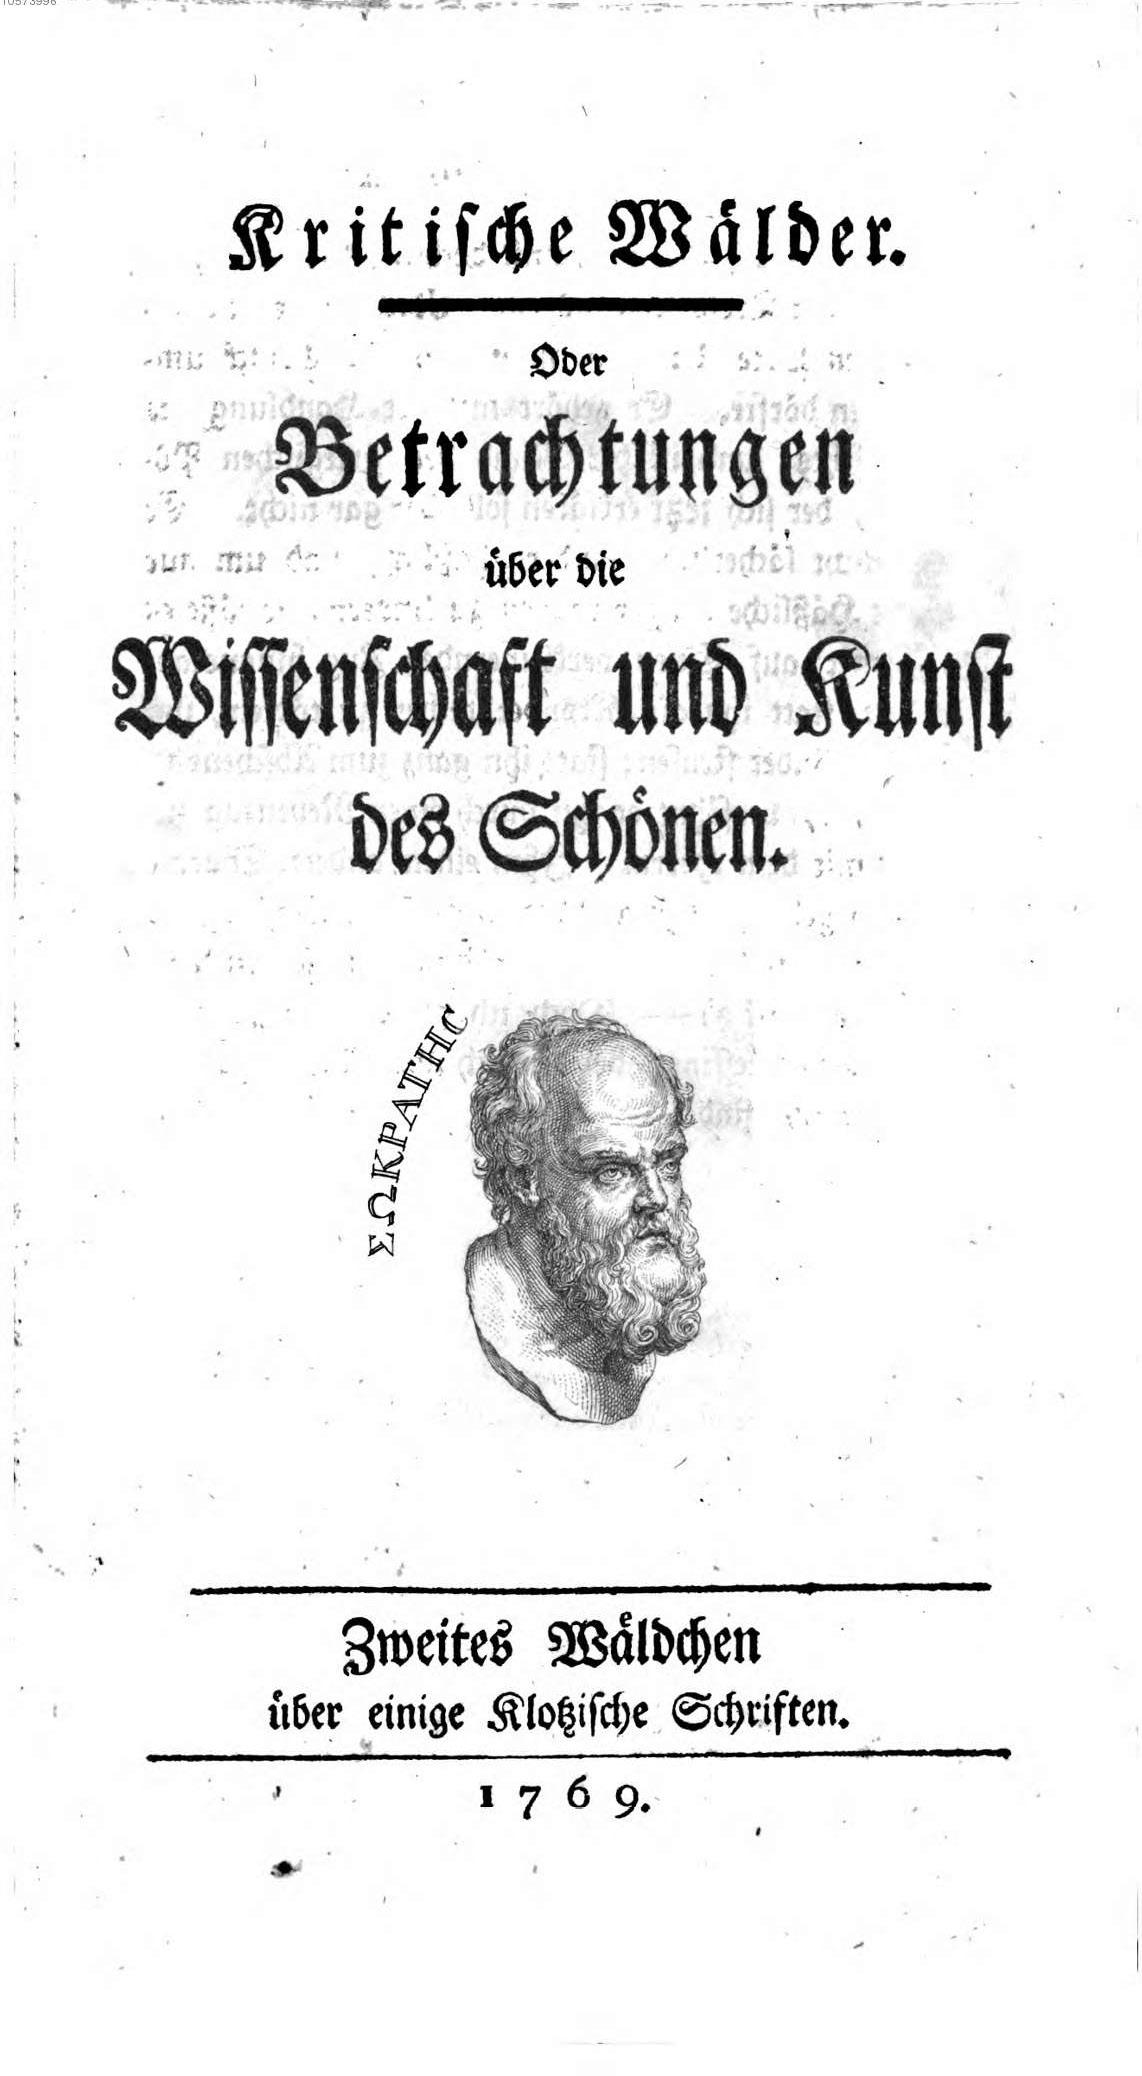 10573996
Kritiſche Wälder.
Oder
Betrachtungen
über die
Wiſſenſchaft und Kunſt
des Schönen.
ΣΩΚΡΑΤΗϹ
Zweites Wäldchen
über einige Klotziſche Schriften.
1769.